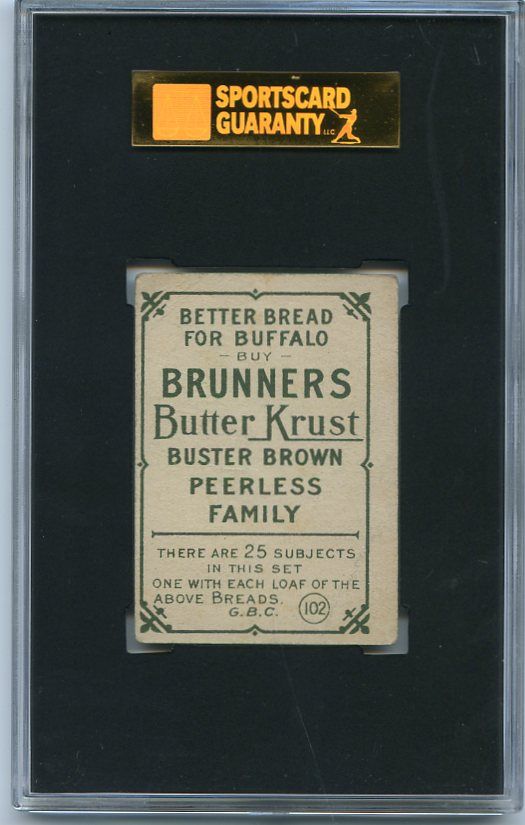 SPORTSCARD
GUARANTY LLC
BETTER BREAD
FOR BUFFALO
- BUY -
BRUNNERS
Butter Krust
BUSTER BROWN
PEERLESS
FAMILY
THERE ARE 25 SUBJECTS
IN THIS SET
ONE WITH EACH LOAF OF THE
ABOVE BREADS.
G.B.C. 102